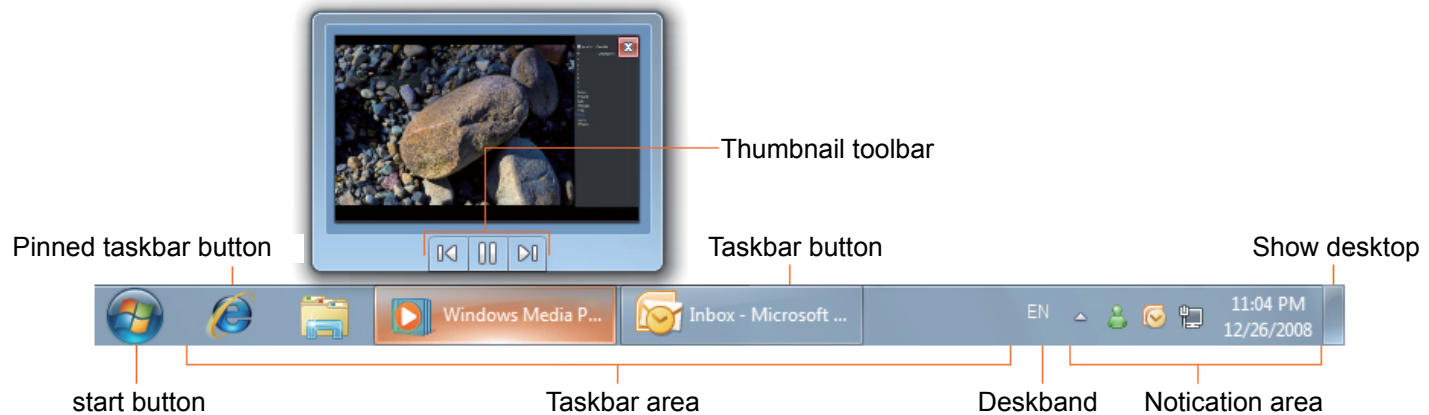 Thumbnail toolbar
Pinned taskbar button
Taskbar button
Show desktop
Windows Media P...
Inbox - Microsoft ...
EN
11:04 PM
12/26/2008
start button
Taskbar area
Deskband
Notication area